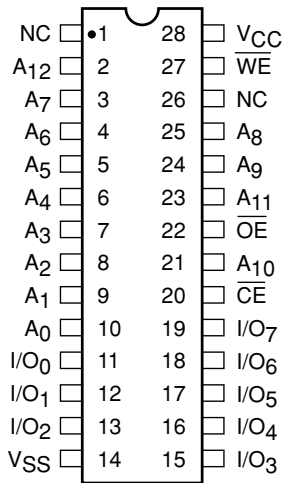 NC 1 28 VCC
A12 2 27 WE
A7 3 26 NC
A6 4 25 A8
A5 5 24 A9
A4 6 23 A11
A3 7 22 OE
A2 8 21 A10
A1 9 20 CE
A0 10 19 I/O7
I/O0 11 18 I/O6
I/O1 12 17 I/O5
I/O2 13 16 I/O4
VSS 14 15 I/O3